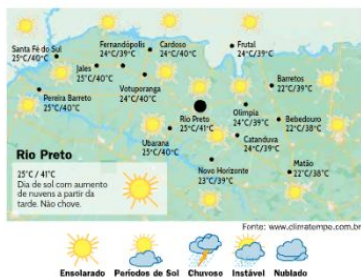 Fernandópolis
24°C/39°C
Cardoso
24°C/40°C
Frutal
24°C/39°C
Santa Fé do Sul
25°C/40°C
Jales
25°C/40°C
Votuporanga
24°C/40°C
Barretos
22°C/39°C
Pereira Barreto
25°C/40°C
Rio Preto
25°C/41°C
Olímpia
24°C/39°C
Bebedouro
22°C/38°C
Ubarana
25°C/40°C
Catanduva
24°C/39°C
Novo Horizonte
23°C/39°C
Matão
22°C/38°C
Rio Preto
25°C / 41°C
Dia de sol com aumento
de nuvens a partir da
tarde. Não chove.
Fonte: www.climatempo.com.br
Ensolarado Períodos de Sol Chuvoso Instável Nublado